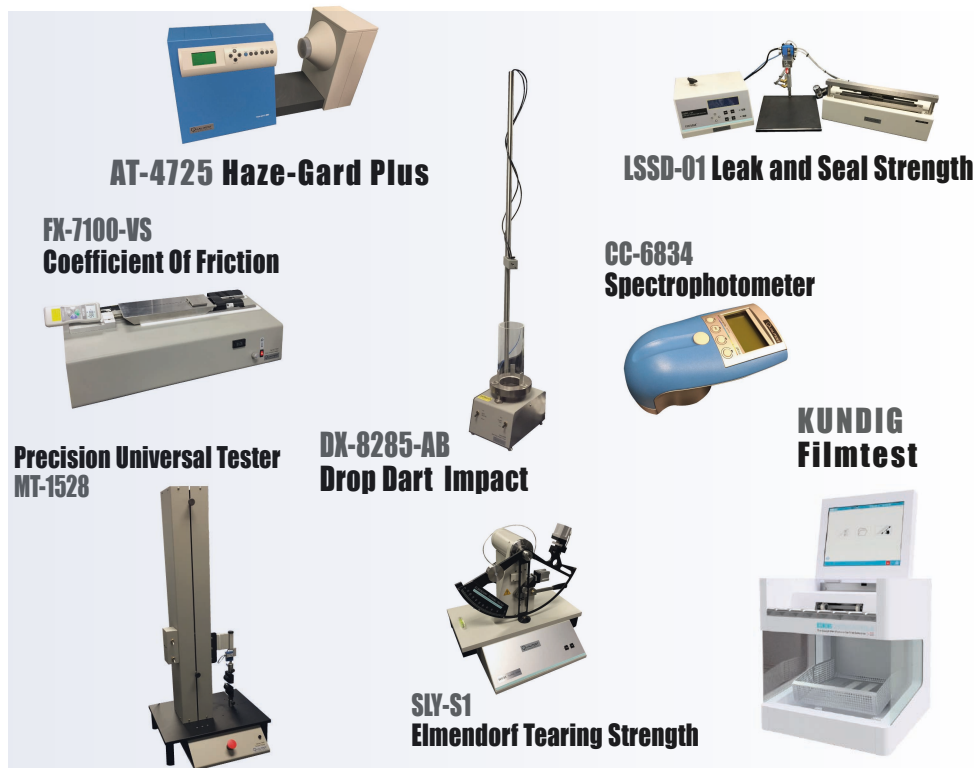 AT-4725 Haze-Gard Plus
LSSD-01 Leak and Seal Strength
FX-7100-VS
Coefficient Of Friction
CC-6834
Spectrophotometer
KUNDIG
Filmtest
Precision Universal Tester
MT-1528
DX-8285-AB
Drop Dart Impact
SLY-S1
Elmendorf Tearing Strength